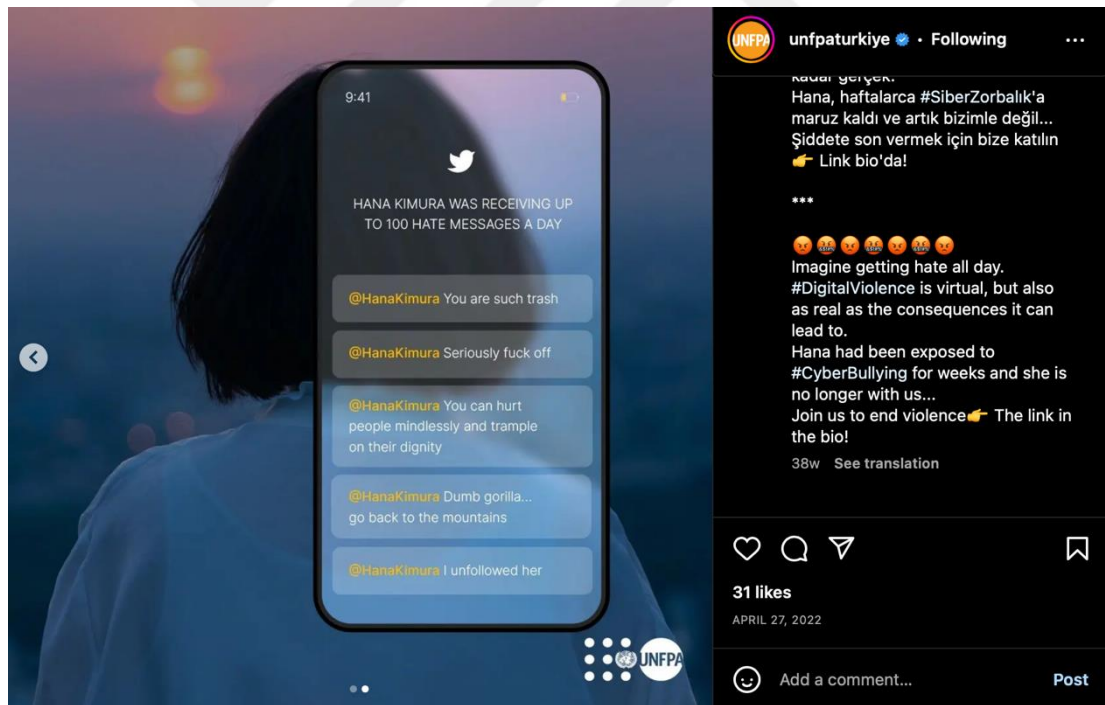 9:41
HANA KIMURA WAS RECEIVING UP
TO 100 HATE MESSAGES A DAY
@HanaKimura You are such trash
@HanaKimura Seriously fuck off
@HanaKimura You can hurt
people mindlessly and trample
on their dignity
@HanaKimura Dumb gorilla...
go back to the mountains
@HanaKimura I unfollowed her
UNFPA
UNFPA
unfpaturkiye • Following
kadar gerçek.
Hana, haftalarca #SiberZorbalık'a
maruz kaldı ve artık bizimle değil...
Şiddete son vermek için bize katılın
👉 Link bio'da!
***
😡🤬😡🤬😡🤬😡
Imagine getting hate all day.
#DigitalViolence is virtual, but also
as real as the consequences it can
lead to.
Hana had been exposed to
#CyberBullying for weeks and she is
no longer with us...
Join us to end violence👉 The link in
the bio!
38w See translation
31 likes
APRIL 27, 2022
Add a comment...
Post